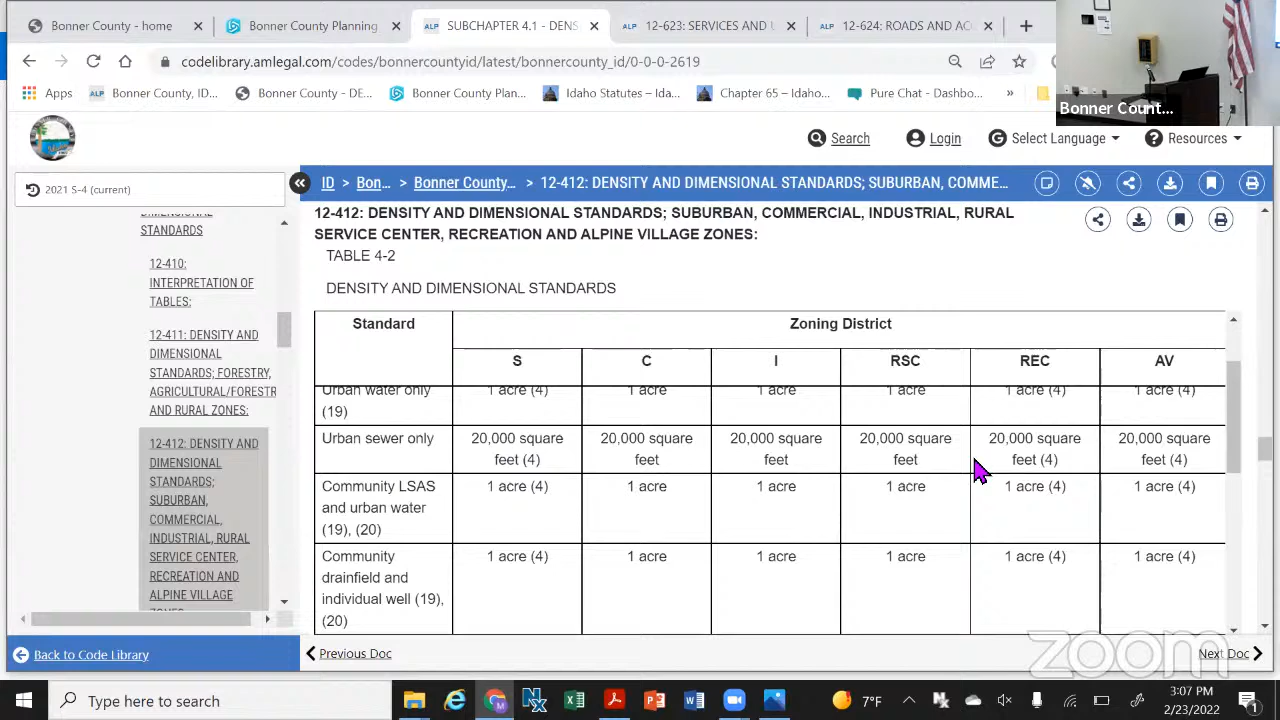 Bonner County - home
Bonner County Planning
SUBCHAPTER 4.1 - DENS
12-623: SERVICES AND U
12-624: ROADS AND AC
codelibrary.amlegal.com/codes/bonnercountyid/latest/bonnercounty_id/0-0-0-2619
Apps
Bonner County, ID...
Bonner County - DE...
Bonner County Plan...
Idaho Statutes – Ida...
Chapter 65 – Idaho...
Pure Chat - Dashbo...
»
Bonner Count...
Search
Login
Select Language
Resources
2021 S-4 (current)
ID > Bon... > Bonner County... > 12-412: DENSITY AND DIMENSIONAL STANDARDS; SUBURBAN, COMME...
DIMENSIONAL
STANDARDS
12-410:
INTERPRETATION OF
TABLES:
12-411: DENSITY AND
DIMENSIONAL
STANDARDS; FORESTRY,
AGRICULTURAL/FORESTR
AND RURAL ZONES:
12-412: DENSITY AND
DIMENSIONAL
STANDARDS;
SUBURBAN,
COMMERCIAL,
INDUSTRIAL, RURAL
SERVICE CENTER,
RECREATION AND
ALPINE VILLAGE
ZONES:
Back to Code Library
12-412: DENSITY AND DIMENSIONAL STANDARDS; SUBURBAN, COMMERCIAL, INDUSTRIAL, RURAL
SERVICE CENTER, RECREATION AND ALPINE VILLAGE ZONES:
TABLE 4-2
DENSITY AND DIMENSIONAL STANDARDS
Standard Zoning District
S C I RSC REC AV
Urban water only 1 acre (4) 1 acre 1 acre 1 acre 1 acre (4) 1 acre (4)
(19)
Urban sewer only 20,000 square 20,000 square 20,000 square 20,000 square 20,000 square 20,000 square
feet (4) feet feet feet feet (4) feet (4)
Community LSAS 1 acre (4) 1 acre 1 acre 1 acre 1 acre (4) 1 acre (4)
and urban water
(19), (20)
Community 1 acre (4) 1 acre 1 acre 1 acre 1 acre (4) 1 acre (4)
drainfield and
individual well (19),
(20)
Previous Doc
Next Doc
zoom
Type here to search
7°F
3:07 PM
2/23/2022
1